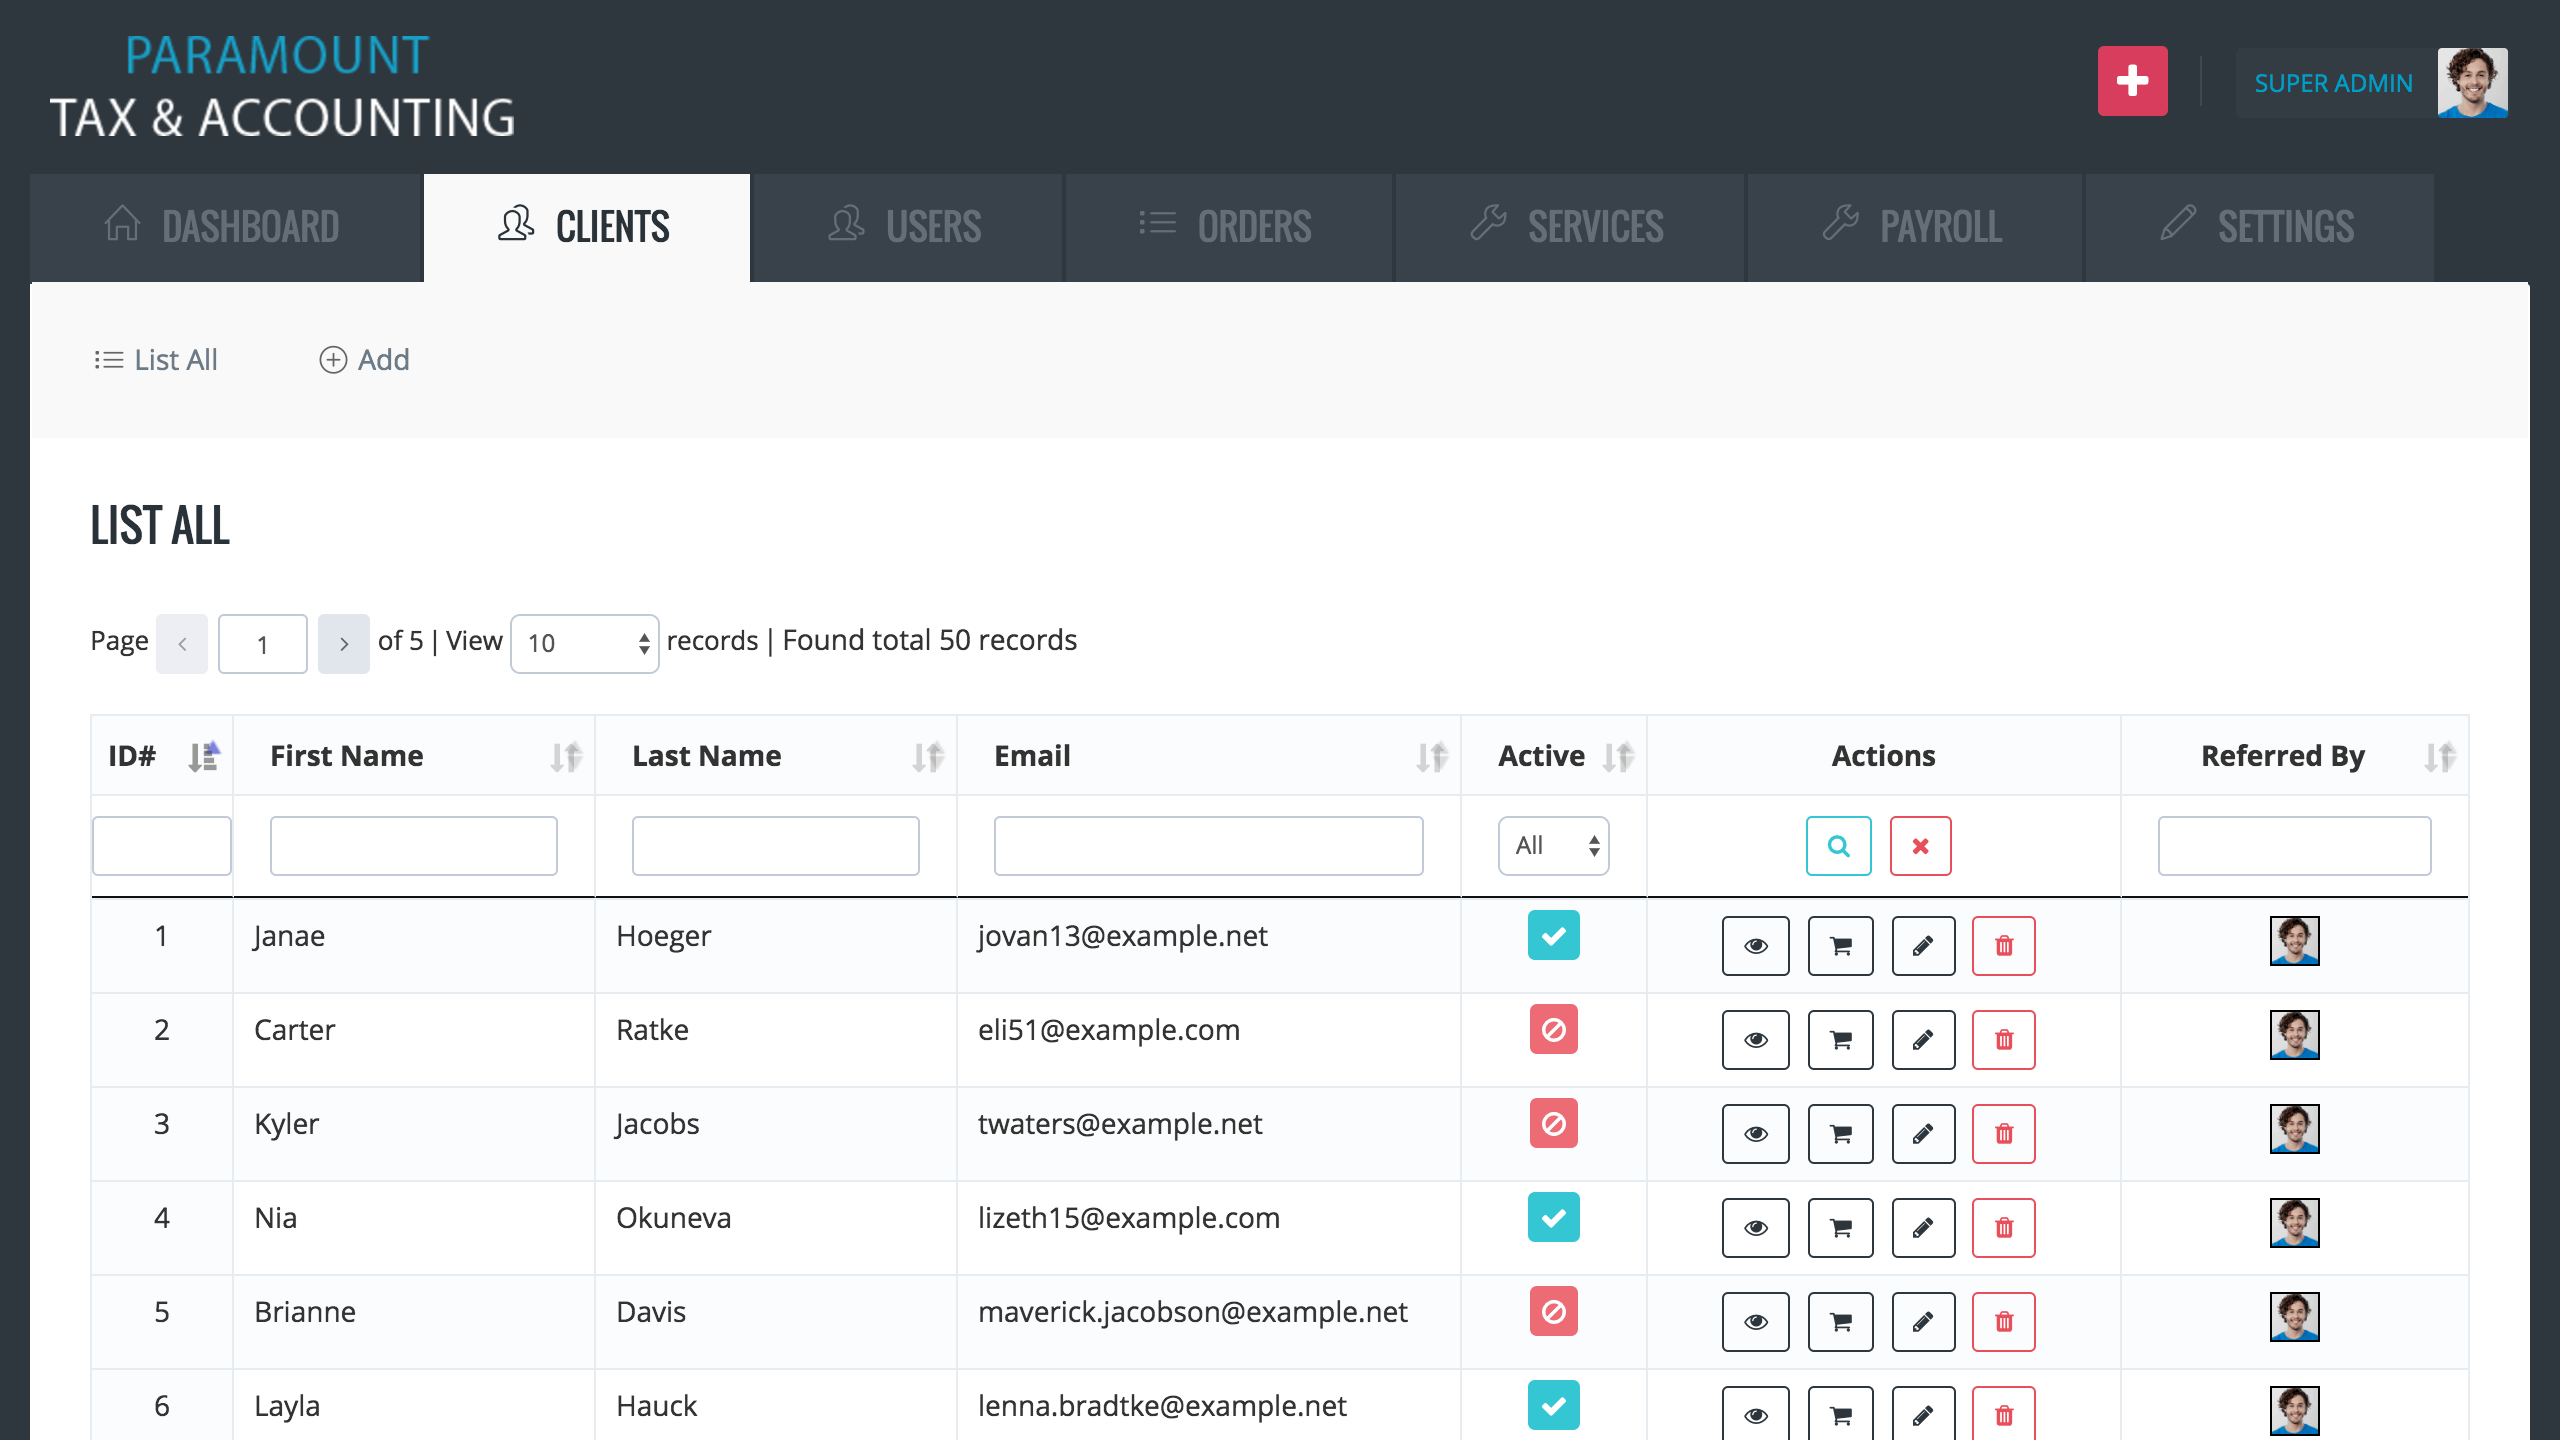 PARAMOUNT
TAX & ACCOUNTING
SUPER ADMIN
DASHBOARD CLIENTS USERS ORDERS SERVICES PAYROLL SETTINGS
List All Add
LIST ALL
Page 1 of 5 | View 10 records | Found total 50 records
ID# First Name Last Name Email Active Actions Referred By
All
1 Janae Hoeger jovan13@example.net
2 Carter Ratke eli51@example.com
3 Kyler Jacobs twaters@example.net
4 Nia Okuneva lizeth15@example.com
5 Brianne Davis maverick.jacobson@example.net
6 Layla Hauck lenna.bradtke@example.net